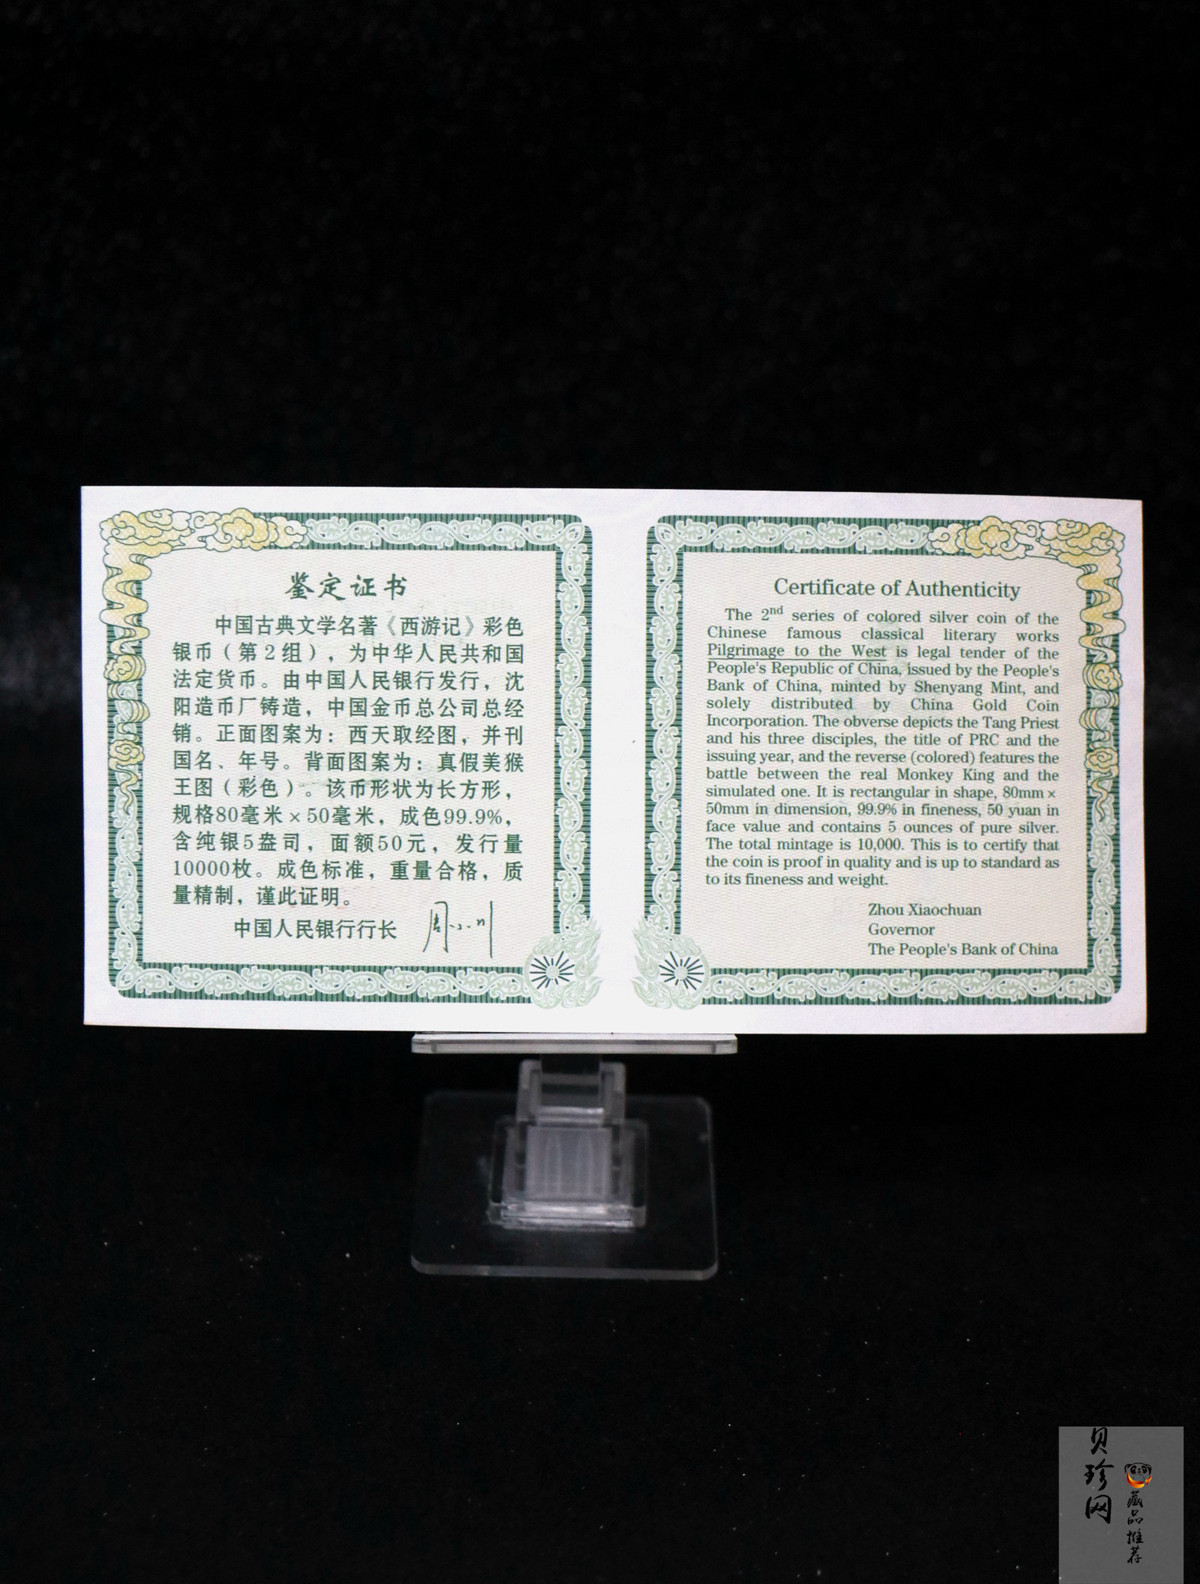 鉴定证书
中国古典文学名著《西游记》彩色
银币（第2组），为中华人民共和国
法定货币。由中国人民银行发行，沈
阳造币厂铸造，中国金币总公司总经
销。正面图案为：西天取经图，并刊
国名、年号。背面图案为：真假美猴
王图（彩色）。该币形状为长方形，
规格80毫米×50毫米，成色99.9%，
含纯银5盎司，面额50元，发行量
10000枚。成色标准，重量合格，质
量精制，谨此证明。
中国人民银行行长 周小川
Certificate of Authenticity
The 2nd series of colored silver coin of the
Chinese famous classical literary works
Pilgrimage to the West is legal tender of the
People's Republic of China, issued by the People's
Bank of China, minted by Shenyang Mint, and
solely distributed by China Gold Coin
Incorporation. The obverse depicts the Tang Priest
and his three disciples, the title of PRC and the
issuing year, and the reverse (colored) features the
battle between the real Monkey King and the
simulated one. It is rectangular in shape, 80mm×
50mm in dimension, 99.9% in fineness, 50 yuan in
face value and contains 5 ounces of pure silver.
The total mintage is 10,000. This is to certify that
the coin is proof in quality and is up to standard as
to its fineness and weight.
Zhou Xiaochuan
Governor
The People's Bank of China
贝珍网
藏品推荐